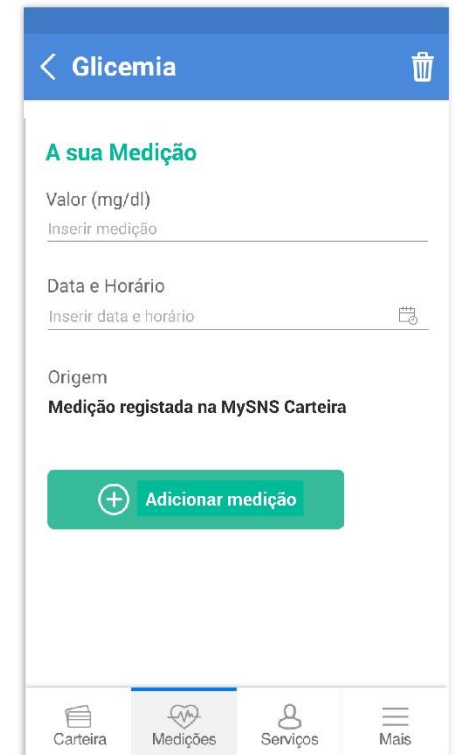 Glicemia
A sua Medição
Valor (mg/dl)
Inserir medição
Data e Horário
Inserir data e horário
Origem
Medição registada na MySNS Carteira
Adicionar medição
Carteira
Medições
Serviços
Mais